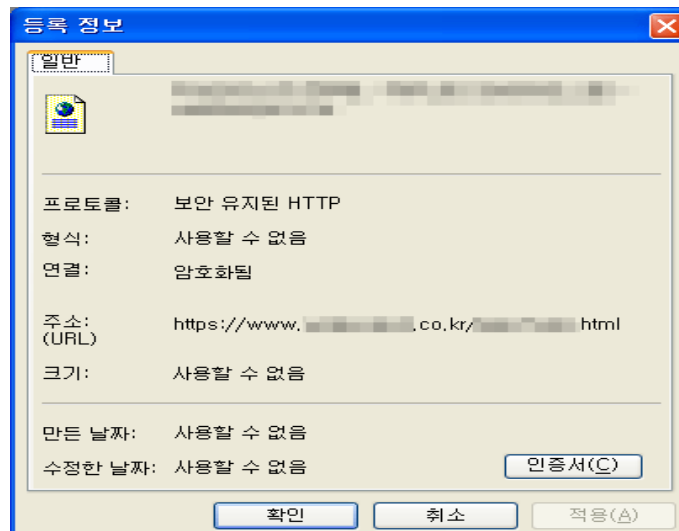 등록 정보
일반
프로토콜: 보안 유지된 HTTP
형식: 사용할 수 없음
연결: 암호화됨
주소: https://www. .co.kr/ html
(URL)
크기: 사용할 수 없음
만든 날짜: 사용할 수 없음
수정한 날짜: 사용할 수 없음 인증서(C)
확인 취소 적용(A)